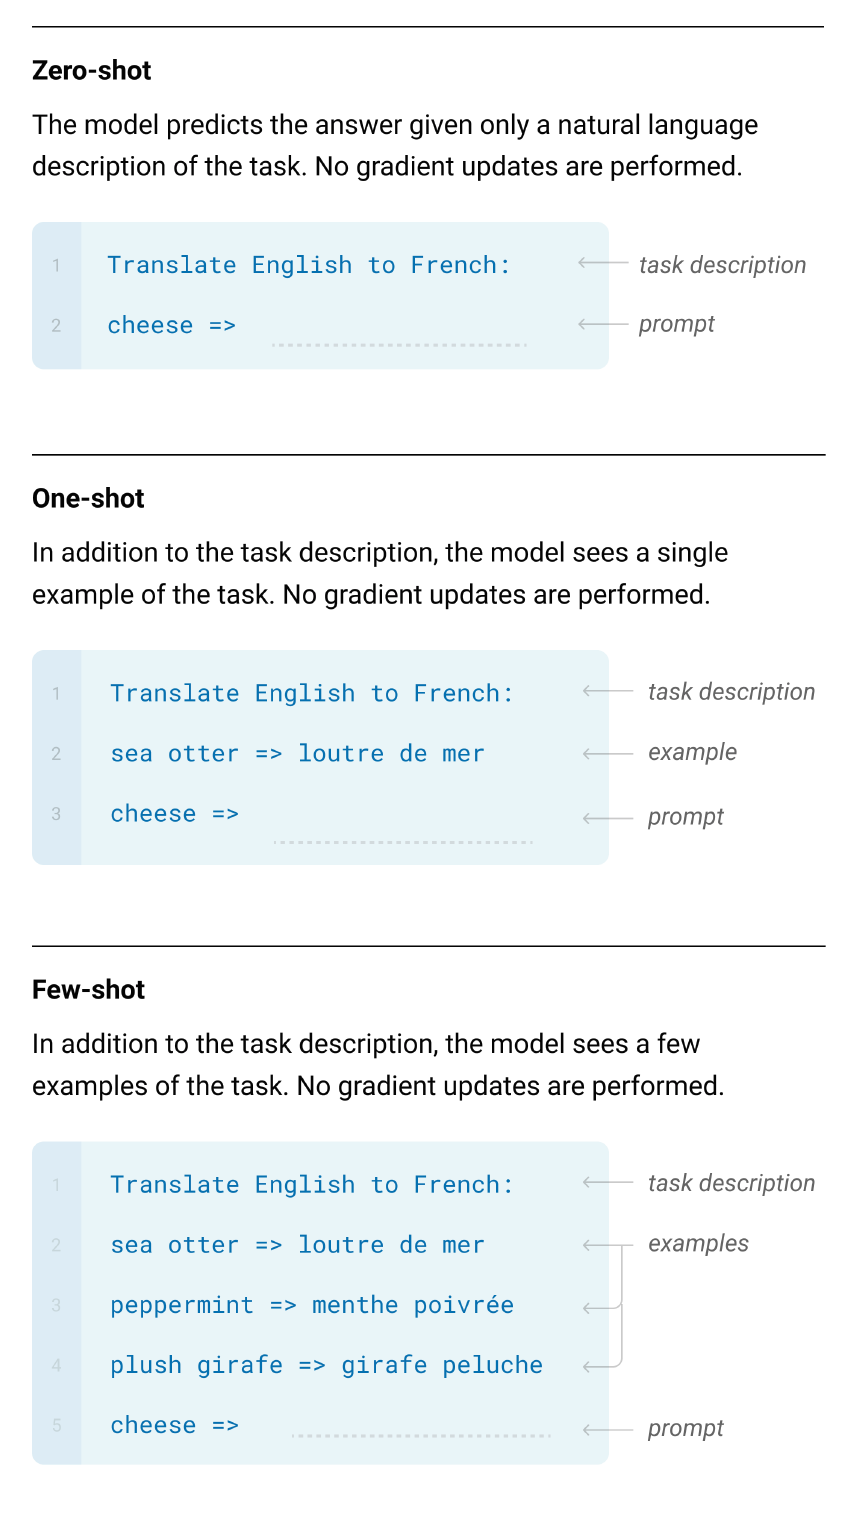 Zero-shot
The model predicts the answer given only a natural language
description of the task. No gradient updates are performed.
1 Translate English to French: task description
2 cheese => prompt
One-shot
In addition to the task description, the model sees a single
example of the task. No gradient updates are performed.
1 Translate English to French: task description
2 sea otter => loutre de mer example
3 cheese => prompt
Few-shot
In addition to the task description, the model sees a few
examples of the task. No gradient updates are performed.
1 Translate English to French: task description
2 sea otter => loutre de mer examples
3 peppermint => menthe poivrée
4 plush girafe => girafe peluche
5 cheese => prompt